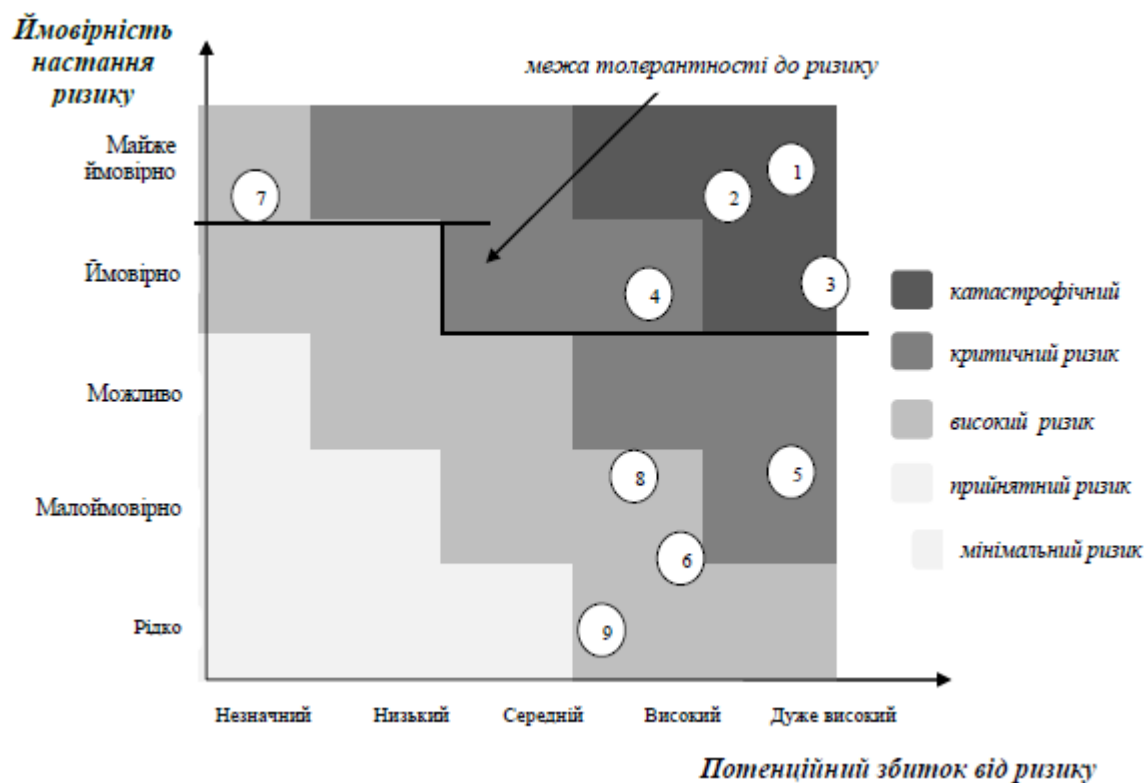 Ймовірність
настання
ризику
межа толерантності до ризику
Майже
ймовірно
1
2
7
Ймовірно
3
4
катастрофічний
критичний ризик
Можливо
високий ризик
5
8
прийнятний ризик
Малоймовірно
мінімальний ризик
6
Рідко
9
Незначний
Низький
Середній
Високий
Дуже високий
Потенційний збиток від ризику